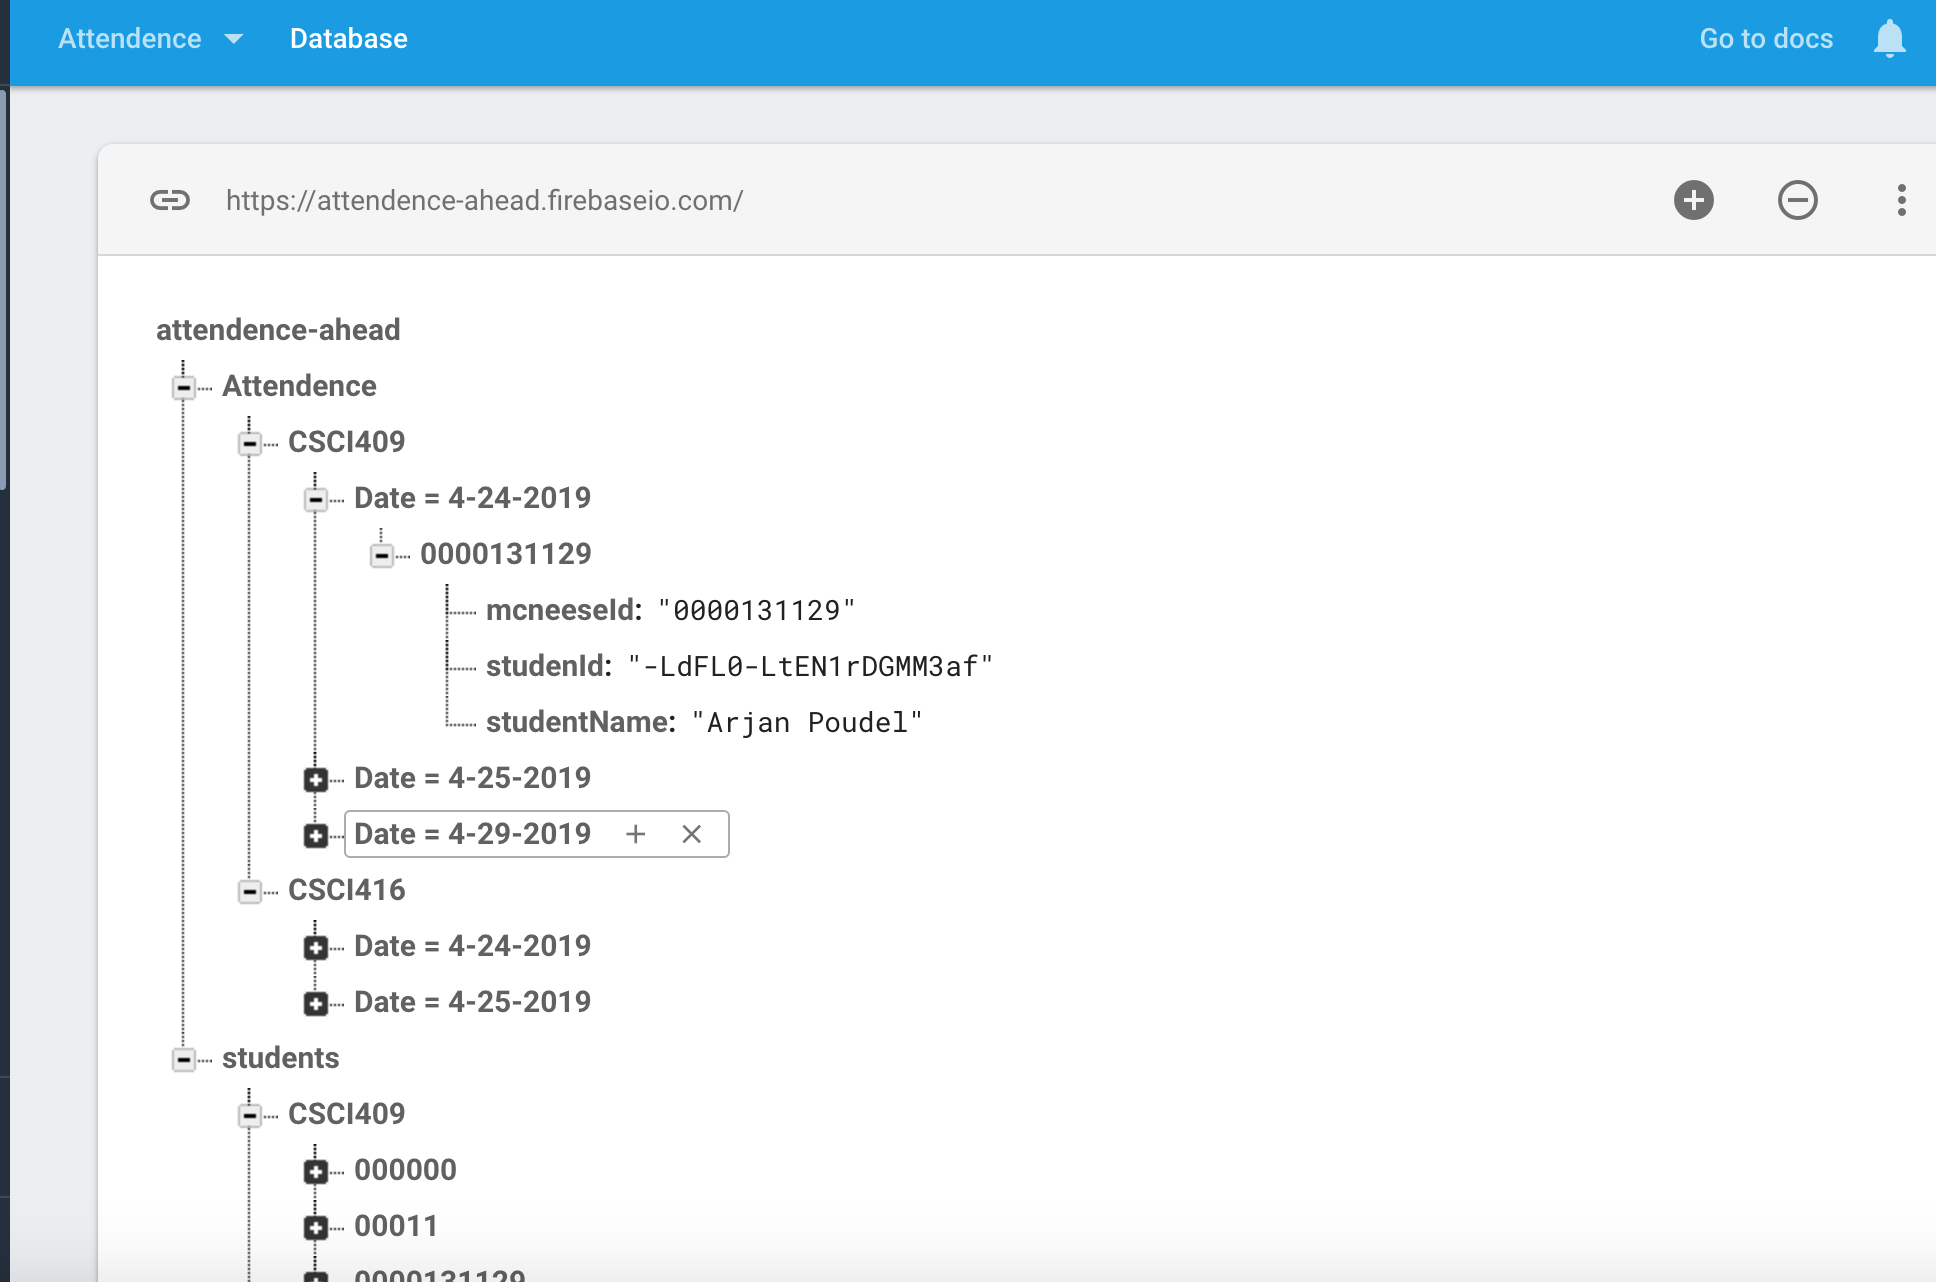 Attendence Database Go to docs
https://attendence-ahead.firebaseio.com/
attendence-ahead
Attendence
CSCI409
Date = 4-24-2019
0000131129
mcneeseId: "0000131129"
studenId: "-LdFL0-LtEN1rDGMM3af"
studentName: "Arjan Poudel"
Date = 4-25-2019
Date = 4-29-2019
CSCI416
Date = 4-24-2019
Date = 4-25-2019
students
CSCI409
000000
00011
0000131129